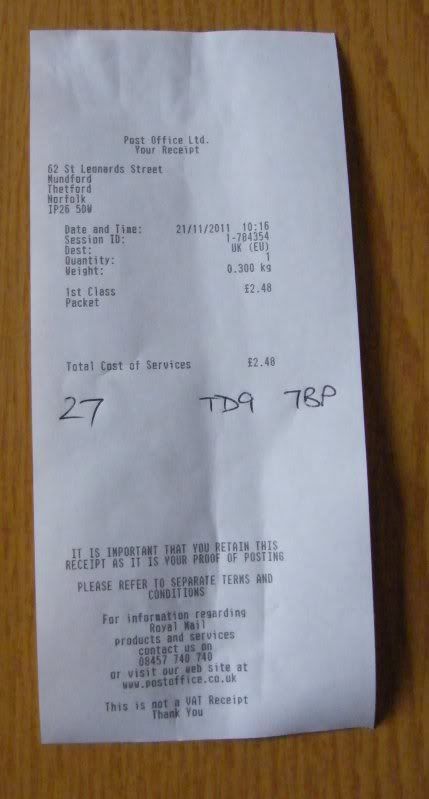 Post Office Ltd.
Your Receipt
62 St Leonards Street
Mundford
Thetford
Norfolk
IP26 5DW
Date and Time: 21/11/2011 10:16
Session ID: 1-784354
Dest: UK (EU)
Quantity: 1
Weight: 0.300 kg
1st Class £2.48
Packet
Total Cost of Services £2.48
27 TD9 7BP
IT IS IMPORTANT THAT YOU RETAIN THIS
RECEIPT AS IT IS YOUR PROOF OF POSTING
PLEASE REFER TO SEPARATE TERMS AND
CONDITIONS
For information regarding
Royal Mail
products and services
contact us on
08457 740 740
or visit our web site at
www.postoffice.co.uk
This is not a VAT Receipt
Thank You